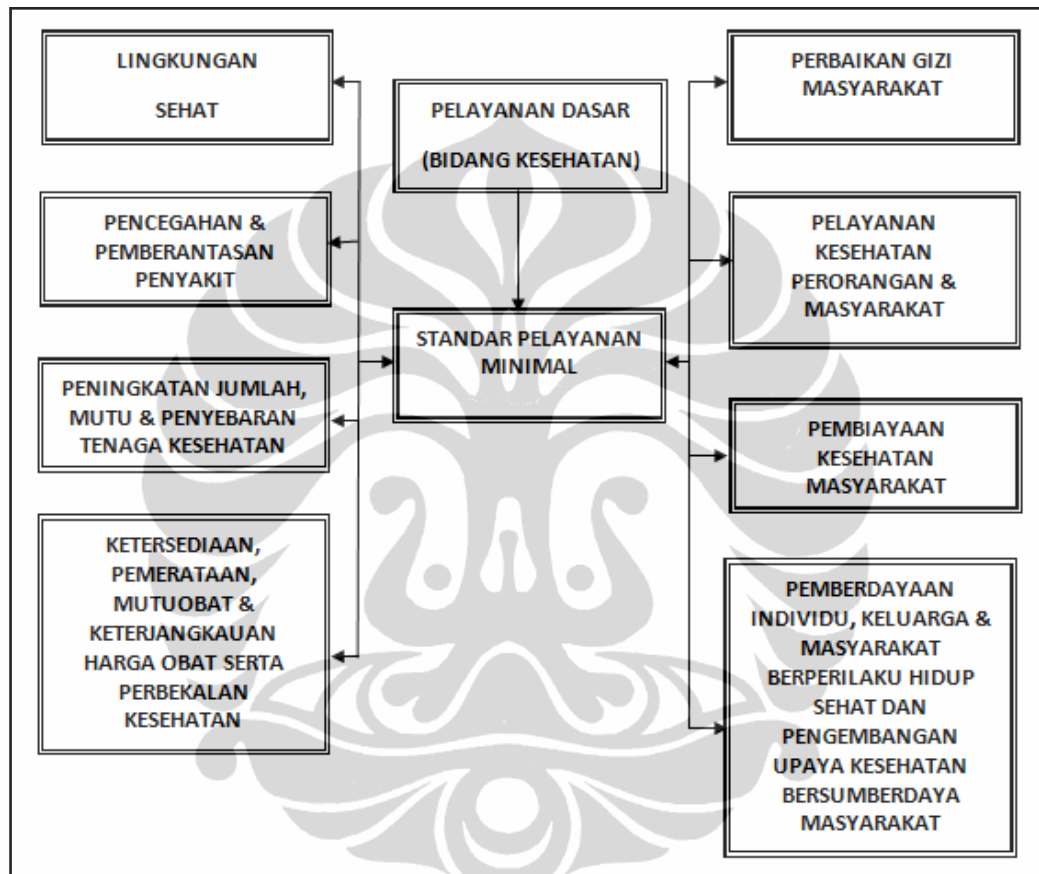 LINGKUNGAN
SEHAT
PENCEGAHAN &
PEMBERANTASAN
PENYAKIT
PENINGKATAN JUMLAH,
MUTU & PENYEBARAN
TENAGA KESEHATAN
KETERSEDIAAN,
PEMERATAAN,
MUTUOBAT &
KETERJANGKAUAN
HARGA OBAT SERTA
PERBEKALAN
KESEHATAN
PELAYANAN DASAR
(BIDANG KESEHATAN)
STANDAR PELAYANAN
MINIMAL
PERBAIKAN GIZI
MASYARAKAT
PELAYANAN
KESEHATAN
PERORANGAN &
MASYARAKAT
PEMBIAYAAN
KESEHATAN
MASYARAKAT
PEMBERDAYAAN
INDIVIDU, KELUARGA &
MASYARAKAT
BERPERILAKU HIDUP
SEHAT DAN
PENGEMBANGAN
UPAYA KESEHATAN
BERSUMBERDAYA
MASYARAKAT